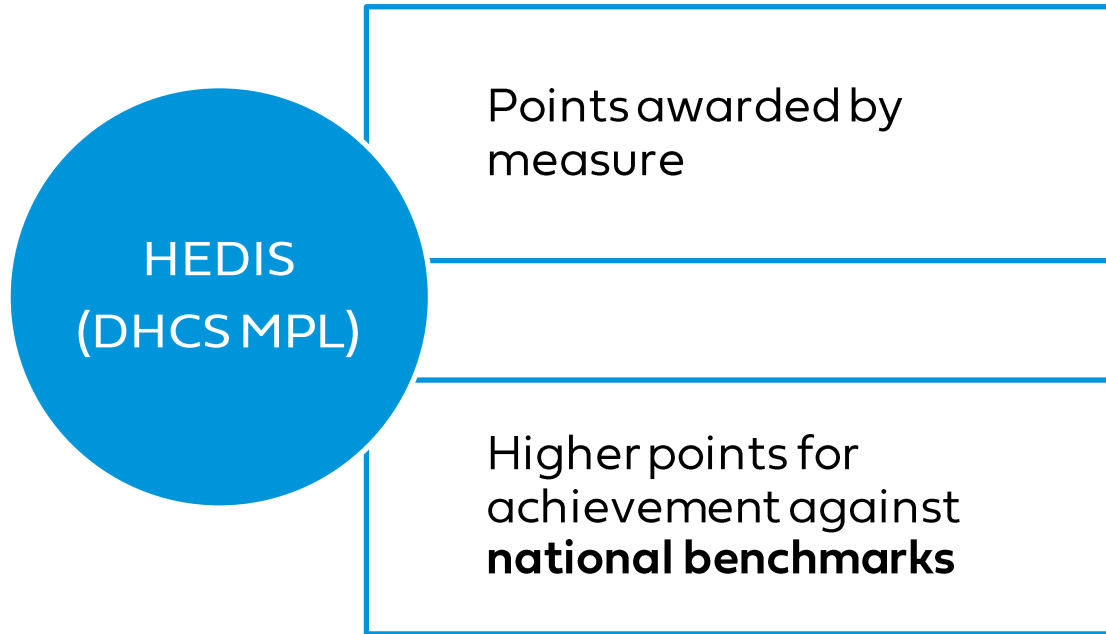 HEDIS
(DHCS MPL)
Points awarded by
measure
Higher points for
achievement against
national benchmarks